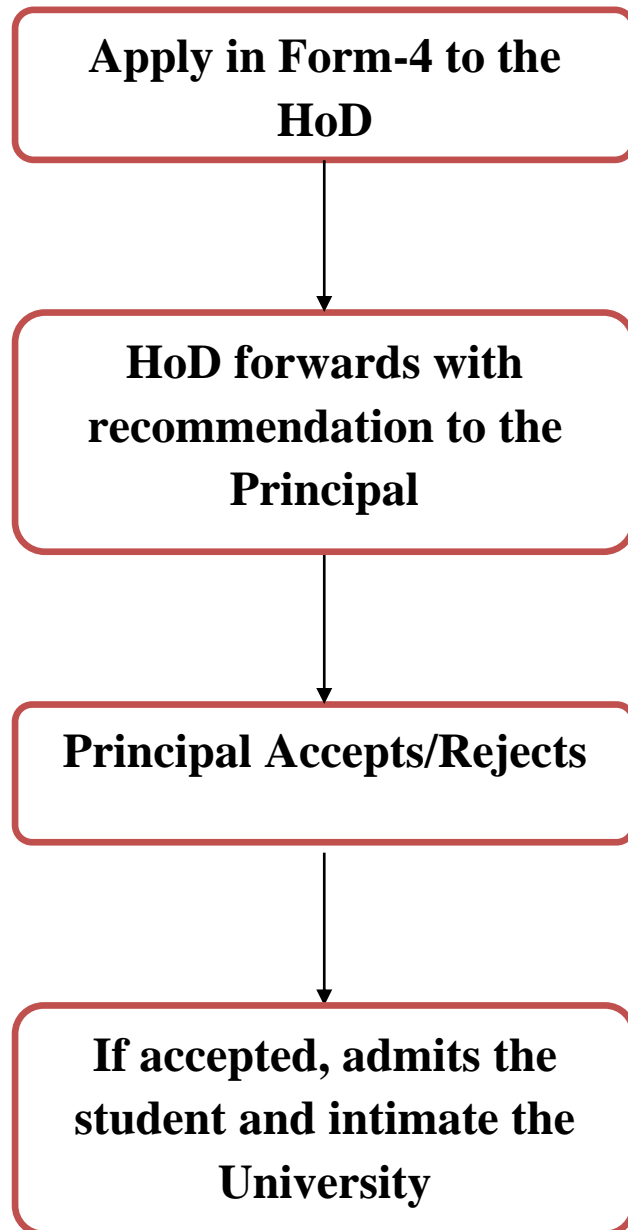 Apply in Form-4 to the
HoD
HoD forwards with
recommendation to the
Principal
Principal Accepts/Rejects
If accepted, admits the
student and intimate the
University